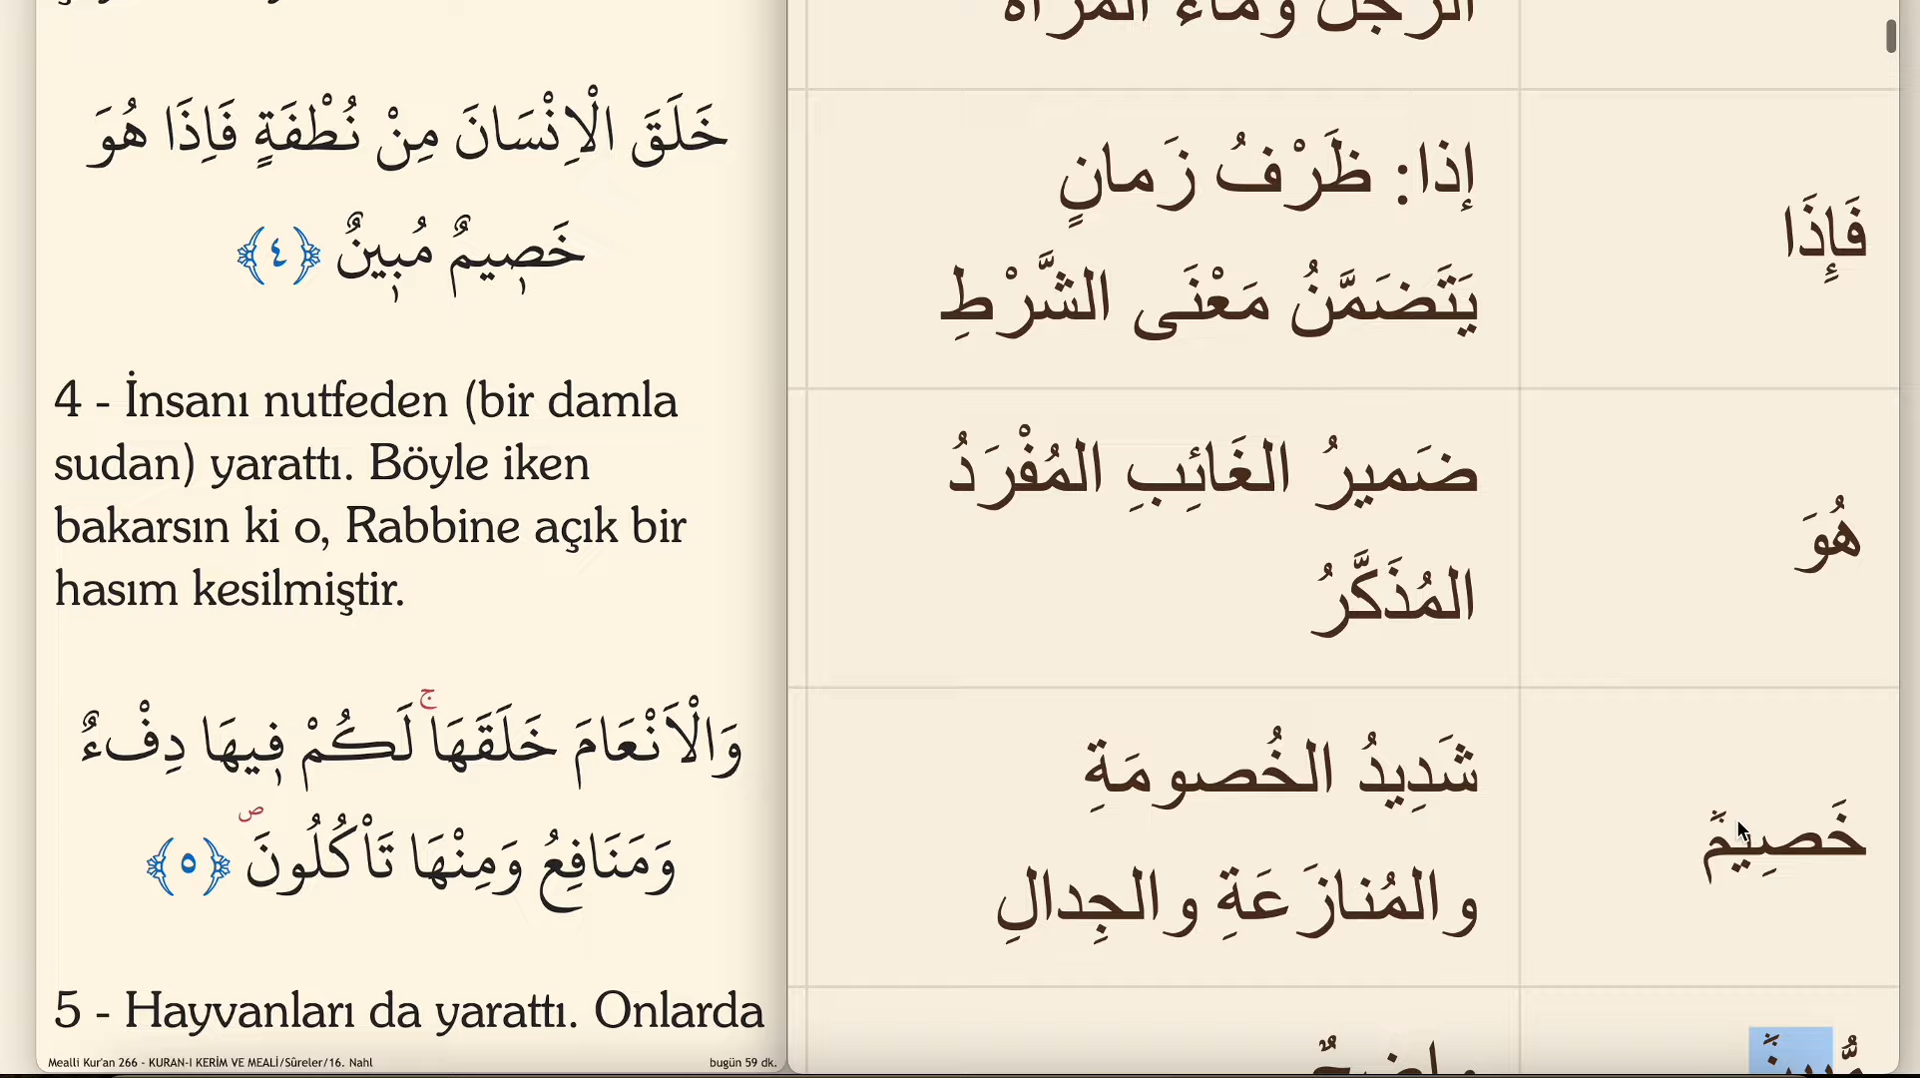 خَلَقَ الْاِنْسَانَ مِنْ نُطْفَةٍ فَاِذَا هُوَ
خَصٖيمٌ مُبٖينٌ ﴿٤﴾
4 - İnsanı nutfeden (bir damla
sudan) yarattı. Böyle iken
bakarsın ki o, Rabbine açık bir
hasım kesilmiştir.
وَالْاَنْعَامَ خَلَقَهَاۚ لَكُمْ فٖيهَا دِفْءٌ
وَمَنَافِعُ وَمِنْهَا تَأْكُلُونَۖ ﴿٥﴾
5 - Hayvanları da yarattı. Onlarda
Mealli Kur'an 266 - KURAN-I KERİM VE MEALİ/Sûreler/16. Nahl
bugün 59 dk.
الرَّجُلِ وَمَاءُ المَرْأَةِ
فَإِذَا
إذا: ظَرْفُ زَمانٍ
يَتَضَمَّنُ مَعْنَى الشَّرْطِ
هُوَ
ضَميرُ الغَائِبِ المُفْرَدُ
المُذَكَّرُ
خَصِيمٌ
شَدِيدُ الخُصومَةِ
والمُنازَعَةِ والجِدالِ